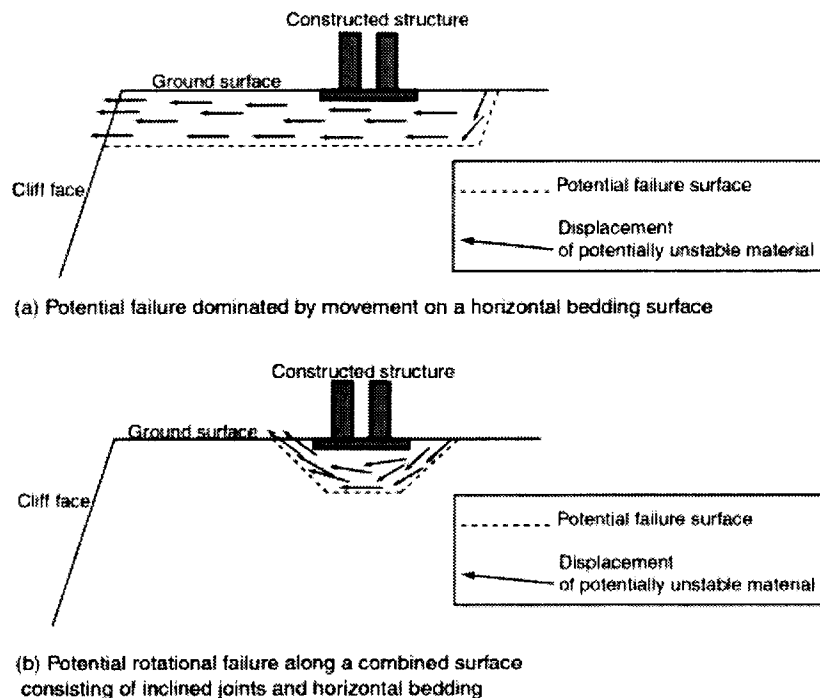 Constructed structure
Ground surface
Cliff face
Potential failure surface
Displacement
of potentially unstable material
(a) Potential failure dominated by movement on a horizontal bedding surface
Constructed structure
Ground surface
Cliff face
Potential failure surface
Displacement
of potentially unstable material
(b) Potential rotational failure along a combined surface
consisting of inclined joints and horizontal bedding